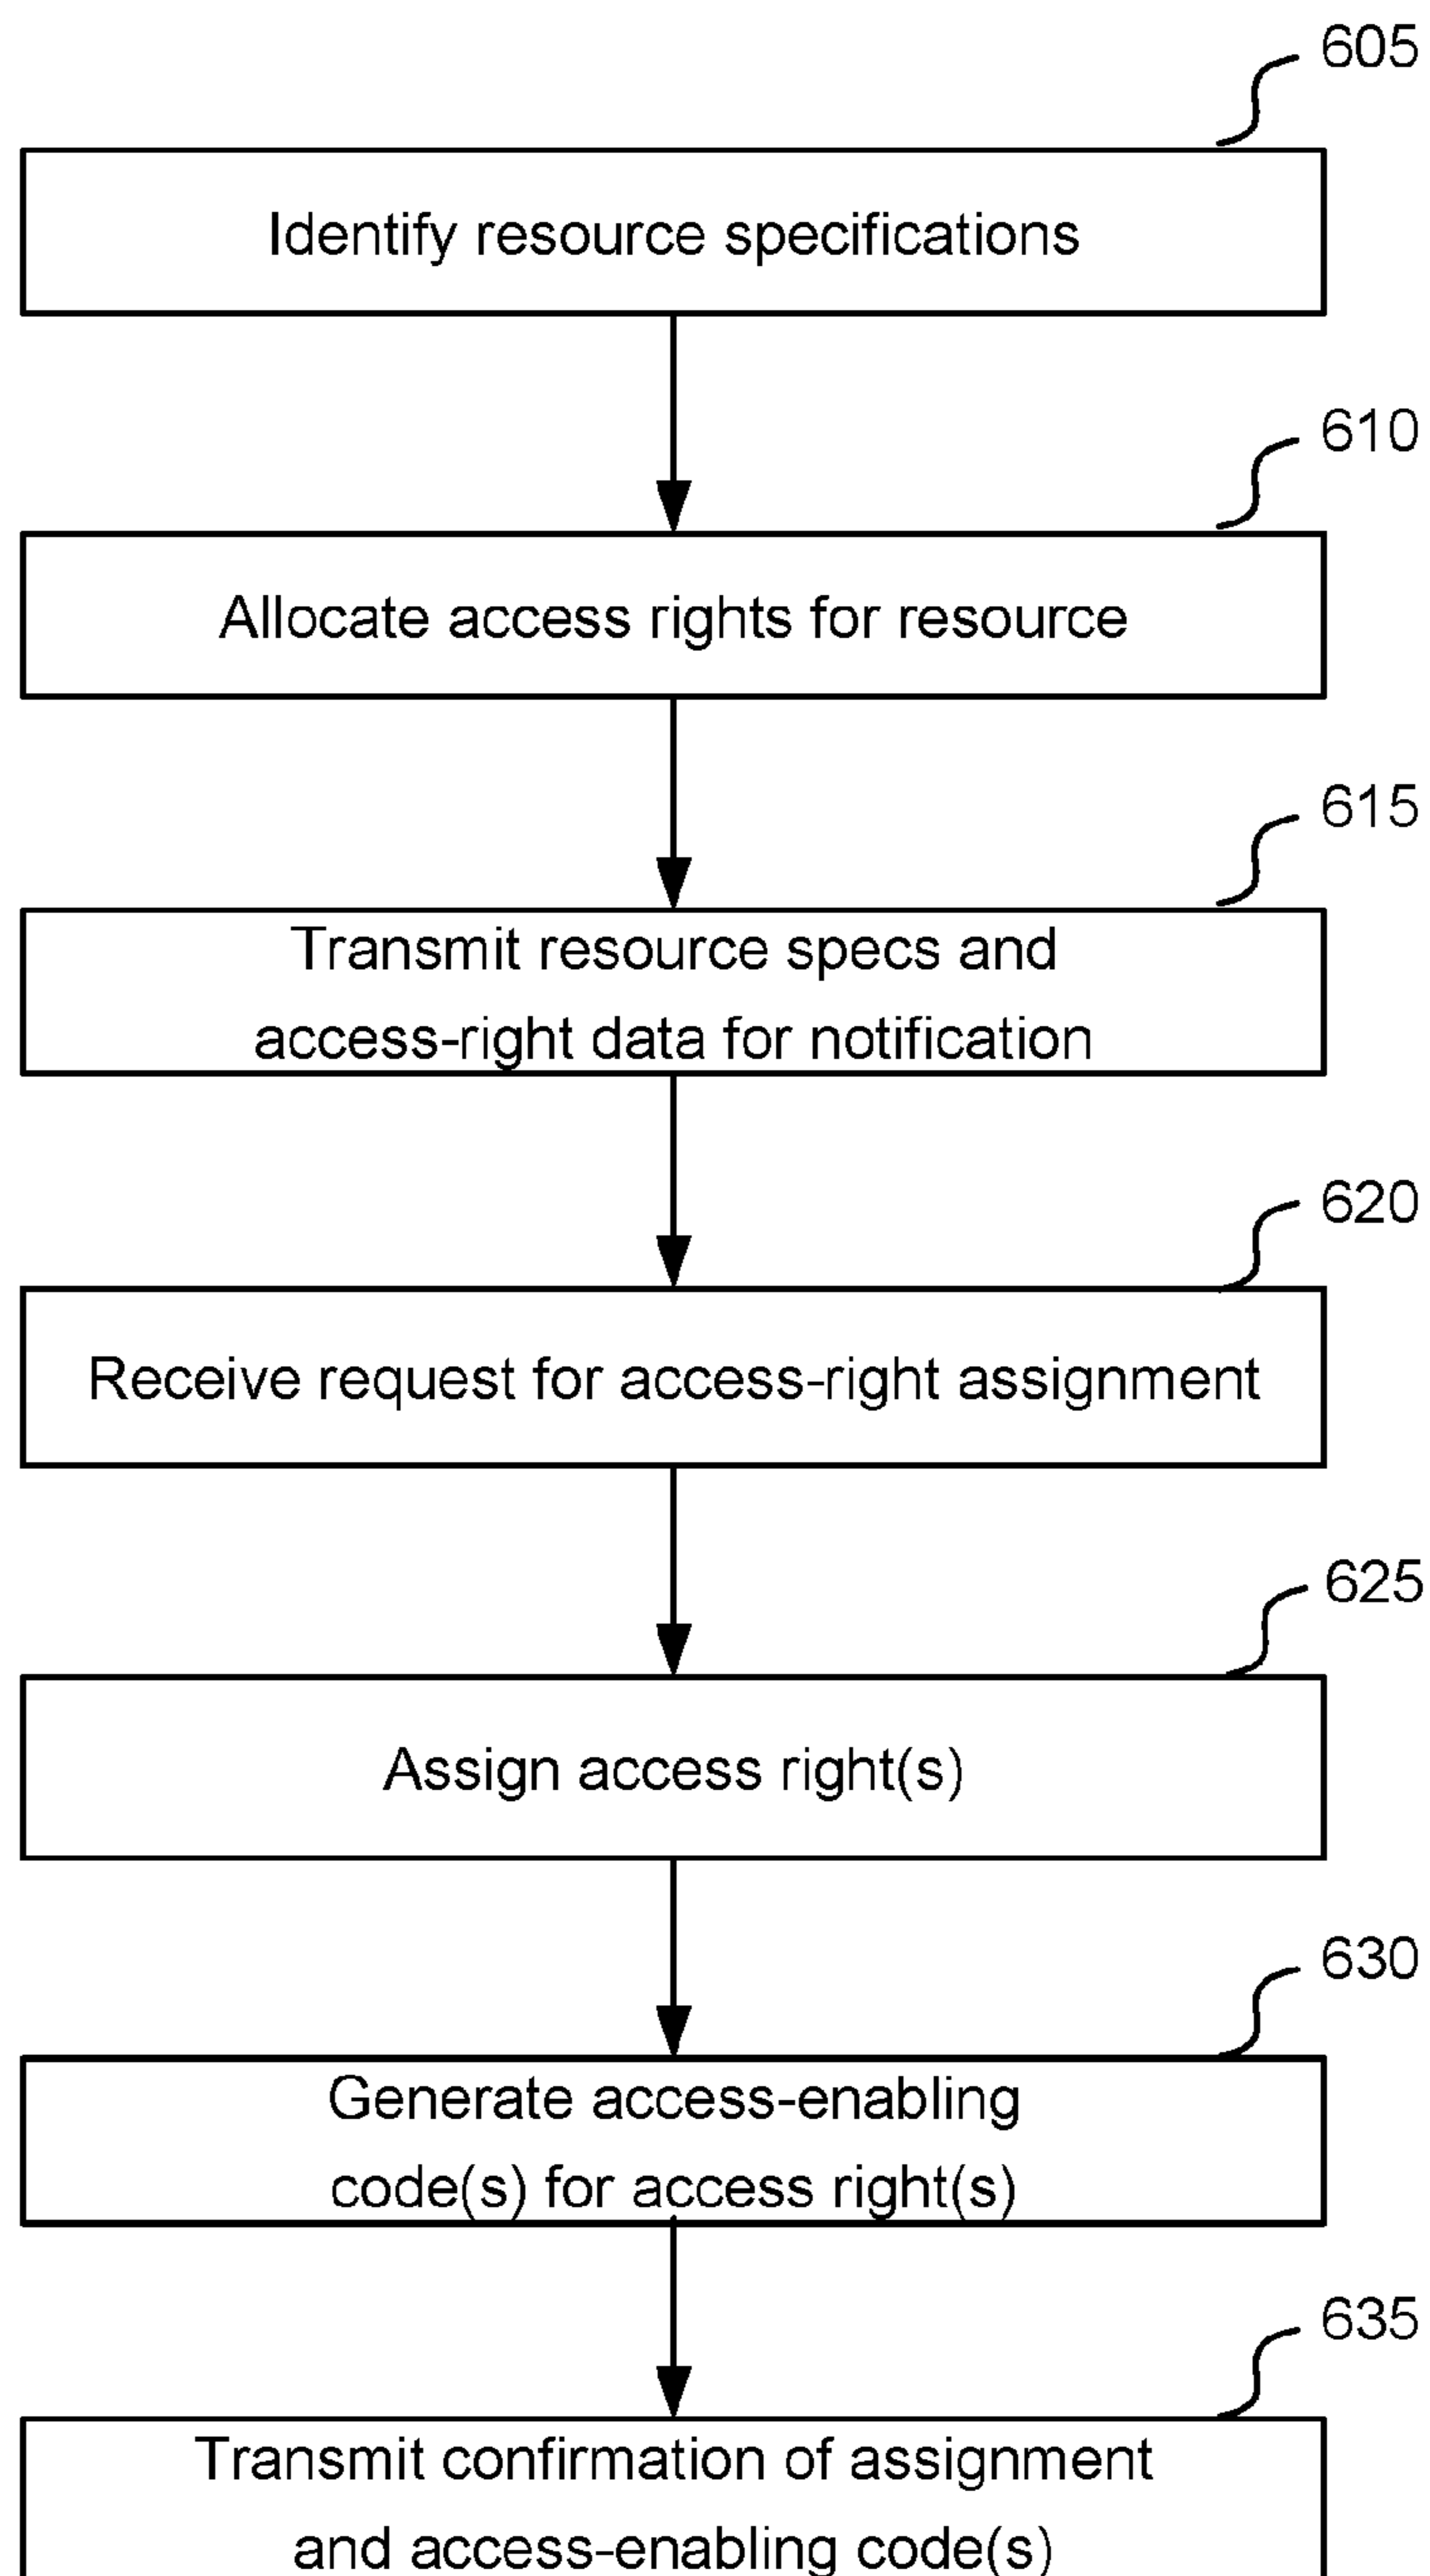 605
Identify resource specifications
610
Allocate access rights for resource
615
Transmit resource specs and
access-right data for notification
620
Receive request for access-right assignment
625
Assign access right(s)
630
Generate access-enabling
code(s) for access right(s)
635
Transmit confirmation of assignment
and access-enabling code(s)